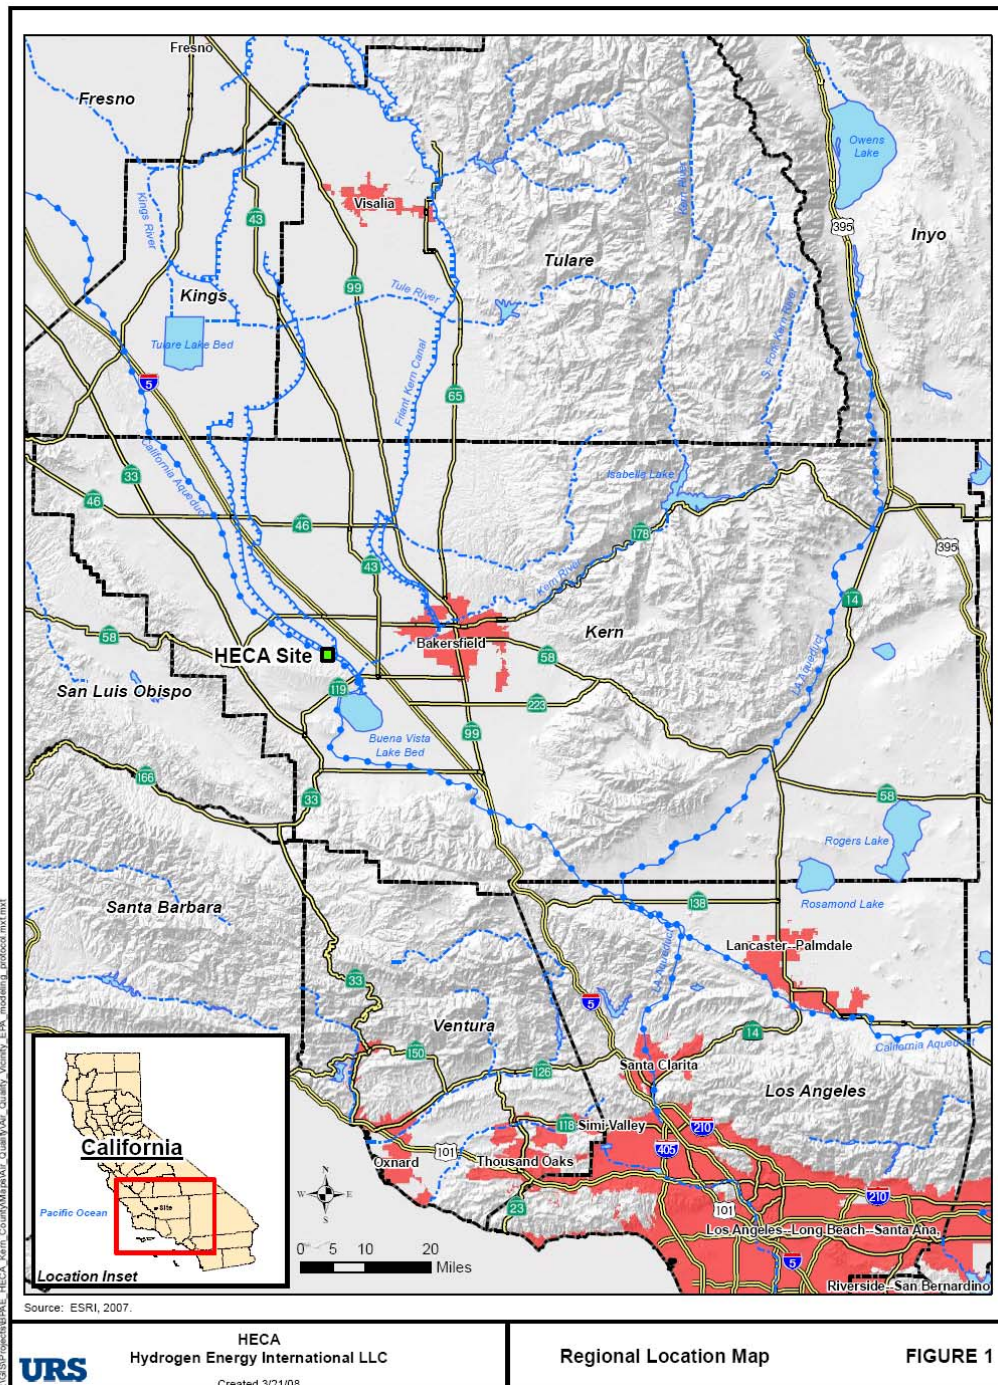 Fresno
Fresno
Owens
Lake
Visalia
395
Inyo
Kings River
Kern River
43
Tulare
99
Tule River
Kings
S. Fork Kern River
Tulare Lake Bed
Friant Kern Canal
5
65
California Aqueduct
33
Isabella Lake
46
46
178
395
43
Kern River
14
Bakersfield
Kern
58
HECA Site
58
LA Aqueduct
San Luis Obispo
119
223
Buena Vista
Lake Bed
99
166
33
58
Rogers Lake
138
Rosamond Lake
Santa Barbara
Lancaster--Palmdale
LA Aqueduct
33
5
Ventura
14
California Aqueduct
150
126
Santa Clarita
Los Angeles
118
Simi Valley
210
405
California
101
Oxnard
Thousand Oaks
210
N
W E
S
23
101
Site
Pacific Ocean
Los Angeles--Long Beach--Santa Ana,
0 5 10 20
Miles
5
Location Inset
Riverside--San Bernardino
Source: ESRI, 2007.
URS
HECA
Hydrogen Energy International LLC
Created 3/21/08
Regional Location Map
FIGURE 1